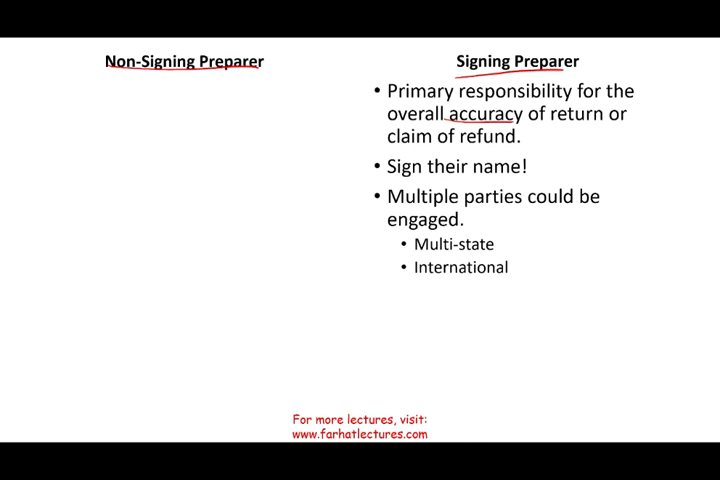 Non-Signing Preparer
Signing Preparer
• Primary responsibility for the
overall accuracy of return or
claim of refund.
• Sign their name!
• Multiple parties could be
engaged.
• Multi-state
• International
For more lectures, visit:
www.farhatlectures.com